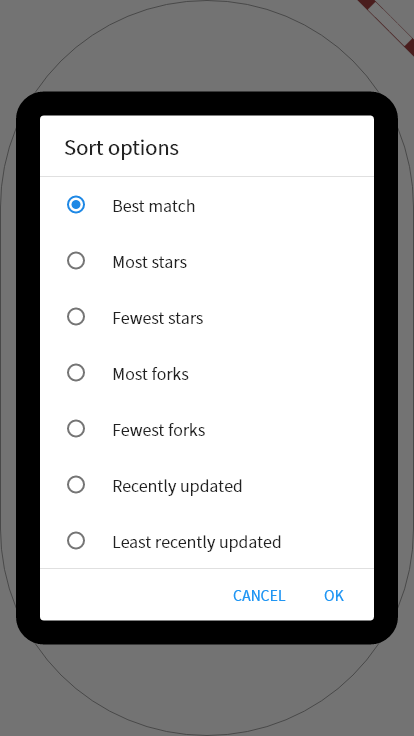 Sort options
Best match
Most stars
Fewest stars
Most forks
Fewest forks
Recently updated
Least recently updated
CANCEL OK